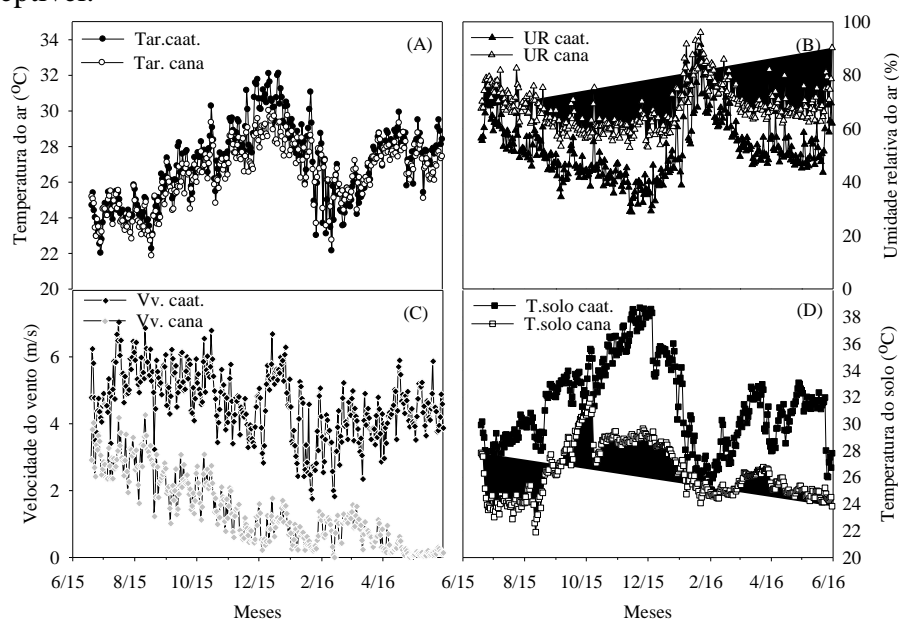 34
32
30
28
26
24
22
20
Temperatura do ar (⁰C)
Tar.caat.
Tar. cana
(A)
UR caat.
UR cana
(B)
100
80
60
40
20
0
Umidade relativa do ar (%)
6
4
2
0
Velocidade do vento (m/s)
Vv. caat.
Vv. cana
(C)
T.solo caat.
T.solo cana
(D)
38
36
34
32
30
28
26
24
22
20
Temperatura do solo (⁰C)
6/15 8/15 10/15 12/15 2/16 4/16 6/15 8/15 10/15 12/15 2/16 4/16 6/16
Meses Meses